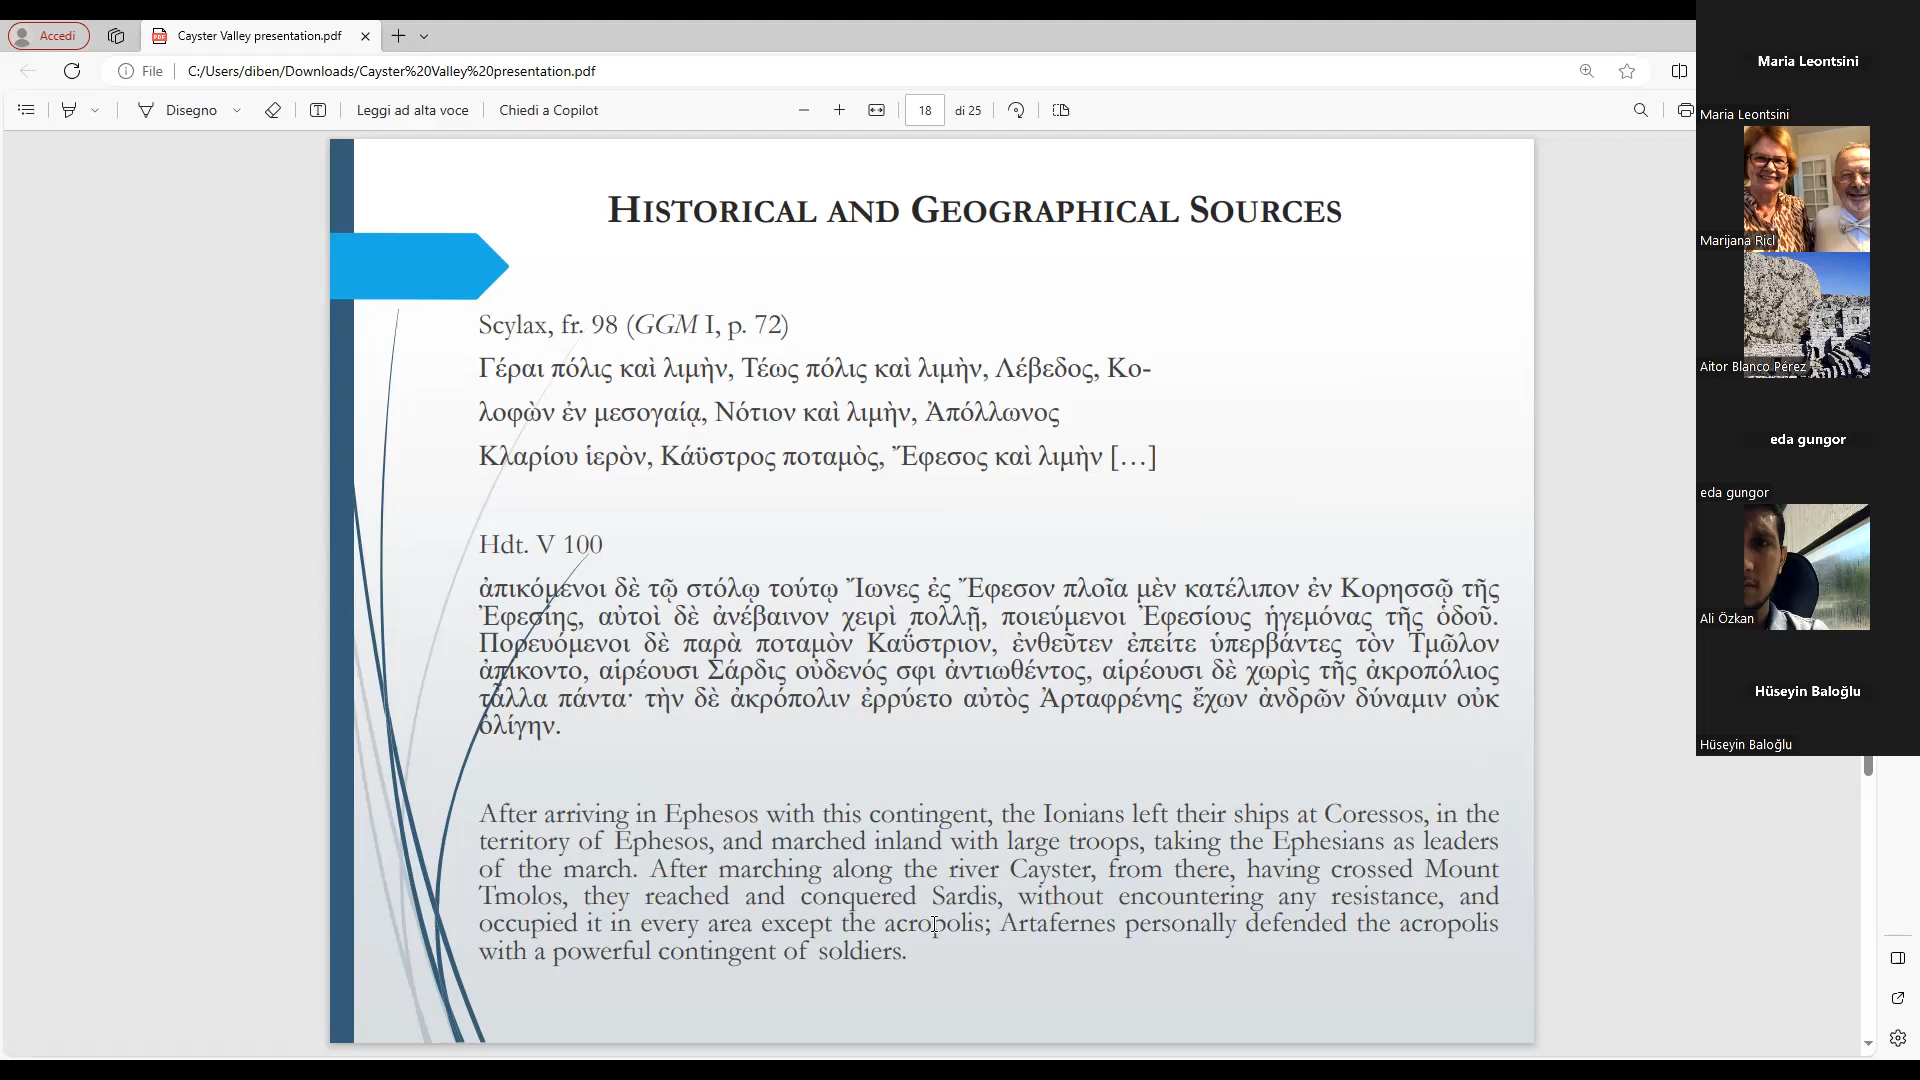 Accedi
Cayster Valley presentation.pdf
File
C:/Users/diben/Downloads/Cayster%20Valley%20presentation.pdf
Disegno
Leggi ad alta voce
Chiedi a Copilot
18
di 25
HISTORICAL AND GEOGRAPHICAL SOURCES
Scylax, fr. 98 (GGM I, p. 72)
Γέραι πόλις καὶ λιμὴν, Τέως πόλις καὶ λιμὴν, Λέβεδος, Κο-
λοφὼν ἐν μεσογαίᾳ, Νότιον καὶ λιμὴν, Ἀπόλλωνος
Κλαρίου ἱερὸν, Κάϋστρος ποταμὸς, Ἔφεσος καὶ λιμὴν […]
Hdt. V 100
ἀπικόμενοι δὲ τῷ στόλῳ τούτῳ Ἴωνες ἐς Ἔφεσον πλοῖα μὲν κατέλιπον ἐν Κορησσῷ τῆς
Ἐφεσίης, αὐτοὶ δὲ ἀνέβαινον χειρὶ πολλῇ, ποιεύμενοι Ἐφεσίους ἡγεμόνας τῆς ὁδοῦ.
Πορευόμενοι δὲ παρὰ ποταμὸν Καΰστριον, ἐνθεῦτεν ἐπείτε ὑπερβάντες τὸν Τμῶλον
ἀπίκοντο, αἱρέουσι Σάρδις οὐδενός σφι ἀντιωθέντος, αἱρέουσι δὲ χωρὶς τῆς ἀκροπόλιος
τἆλλα πάντα· τὴν δὲ ἀκρόπολιν ἐρρύετο αὐτὸς Ἀρταφρένης ἔχων ἀνδρῶν δύναμιν οὐκ
ὀλίγην.
After arriving in Ephesos with this contingent, the Ionians left their ships at Coressos, in the
territory of Ephesos, and marched inland with large troops, taking the Ephesians as leaders
of the march. After marching along the river Cayster, from there, having crossed Mount
Tmolos, they reached and conquered Sardis, without encountering any resistance, and
occupied it in every area except the acropolis; Artafernes personally defended the acropolis
with a powerful contingent of soldiers.
Maria Leontsini
Maria Leontsini
Marijana Ricl
Aitor Blanco Pérez
eda gungor
eda gungor
Ali Özkan
Hüseyin Baloğlu
Hüseyin Baloğlu